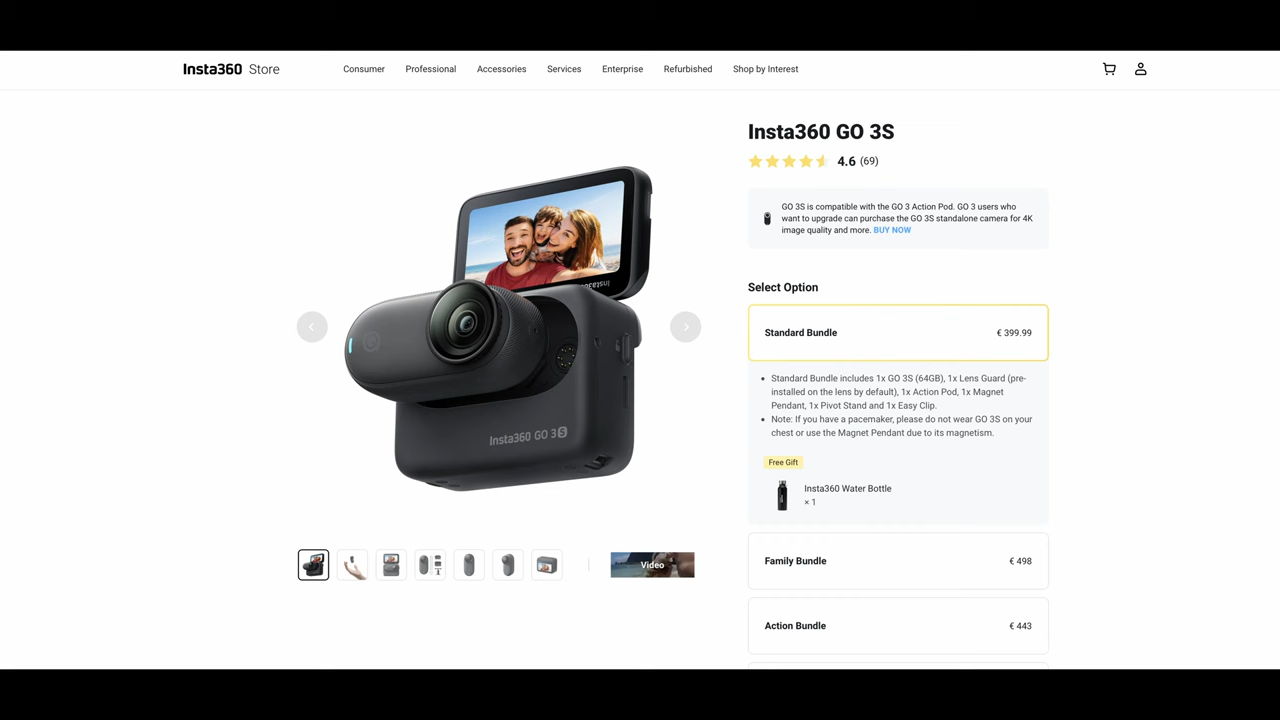 Insta360 Store
Consumer
Professional
Accessories
Services
Enterprise
Refurbished
Shop by Interest
Insta360 GO 3S
4.6 (69)
GO 3S is compatible with the GO 3 Action Pod. GO 3 users who
want to upgrade can purchase the GO 3S standalone camera for 4K
image quality and more. BUY NOW
Select Option
Standard Bundle
€ 399.99
Standard Bundle includes 1x GO 3S (64GB), 1x Lens Guard (pre-
installed on the lens by default), 1x Action Pod, 1x Magnet
Pendant, 1x Pivot Stand and 1x Easy Clip.
Note: If you have a pacemaker, please do not wear GO 3S on your
chest or use the Magnet Pendant due to its magnetism.
Free Gift
Insta360 Water Bottle
× 1
Family Bundle
€ 498
Action Bundle
€ 443
Insta360
Insta360 GO 3S
Video